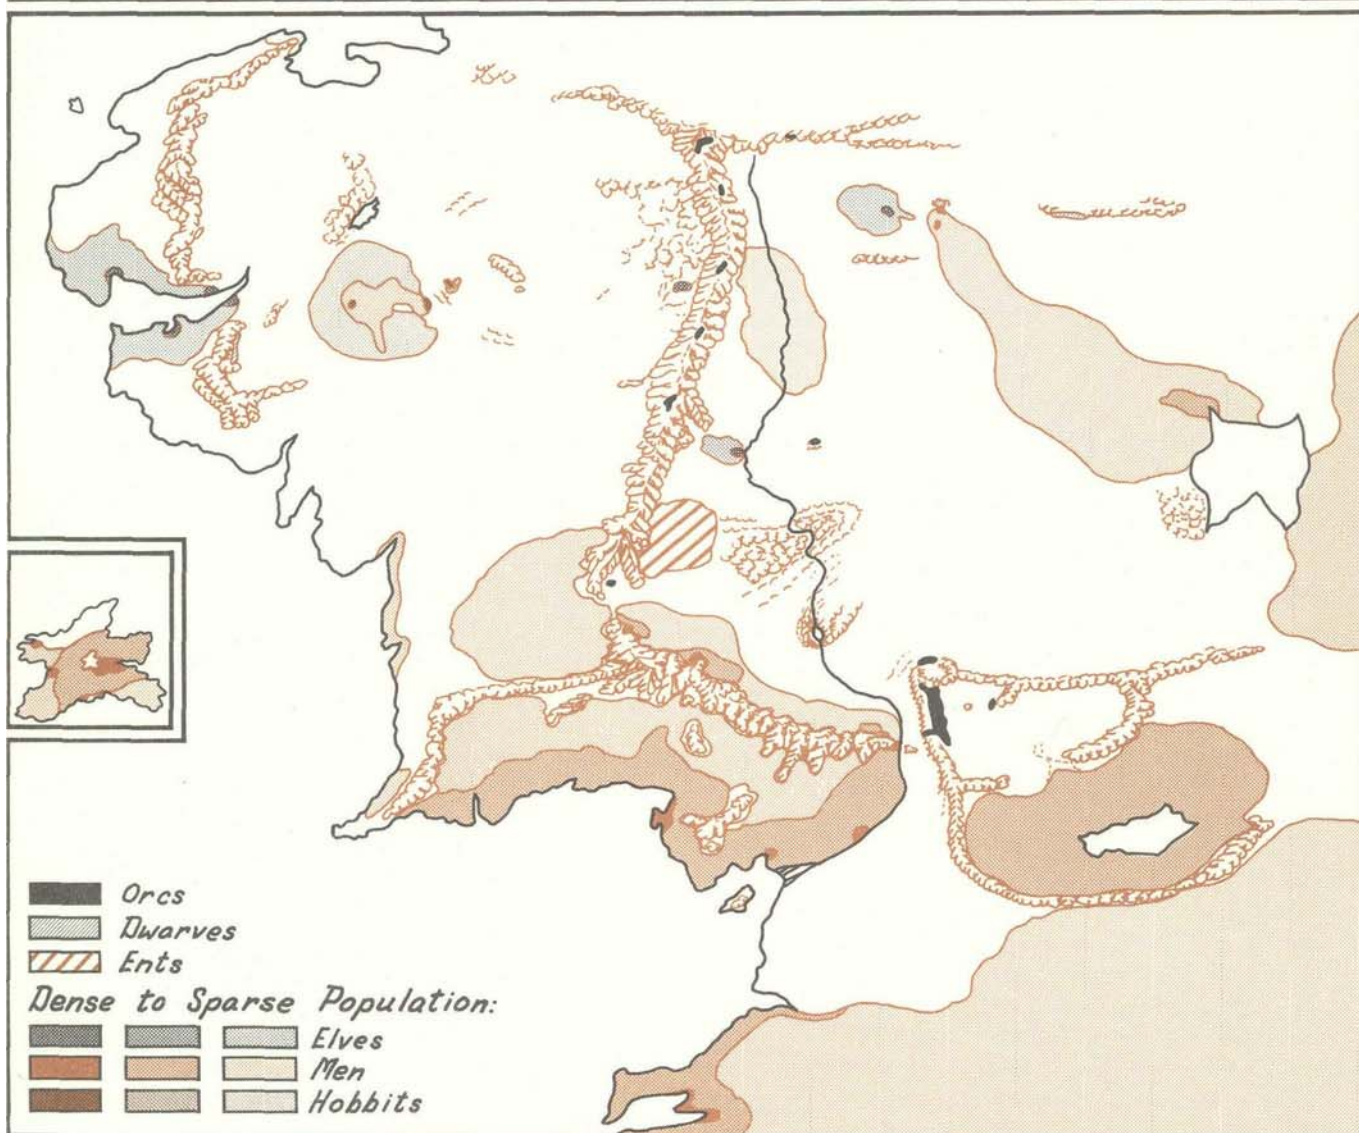 Orcs
Dwarves
Ents
Dense to Sparse Population:
Elves
Men
Hobbits